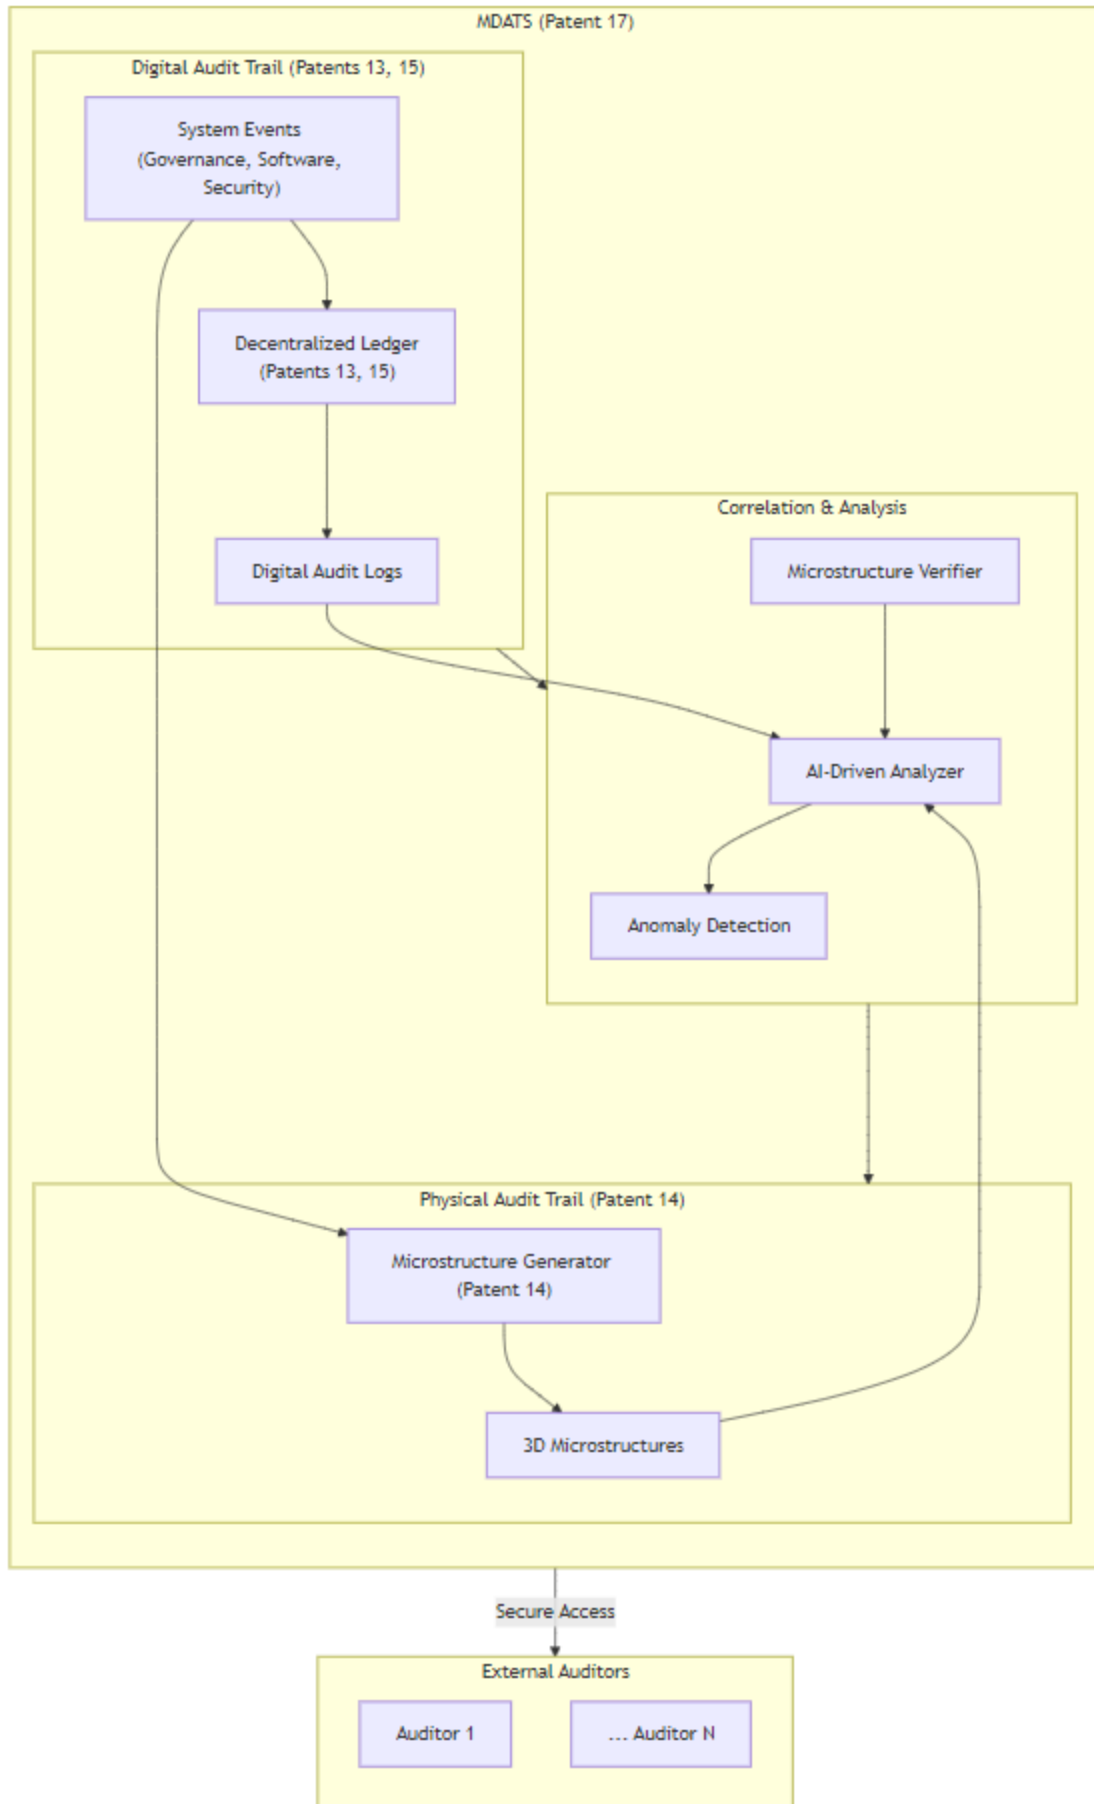 MDATS (Patent 17)
Digital Audit Trail (Patents 13, 15)
System Events
(Governance, Software,
Security)
Decentralized Ledger
(Patents 13, 15)
Digital Audit Logs
Correlation & Analysis
Microstructure Verifier
AI-Driven Analyzer
Anomaly Detection
Physical Audit Trail (Patent 14)
Microstructure Generator
(Patent 14)
3D Microstructures
Secure Access
External Auditors
Auditor 1
... Auditor N